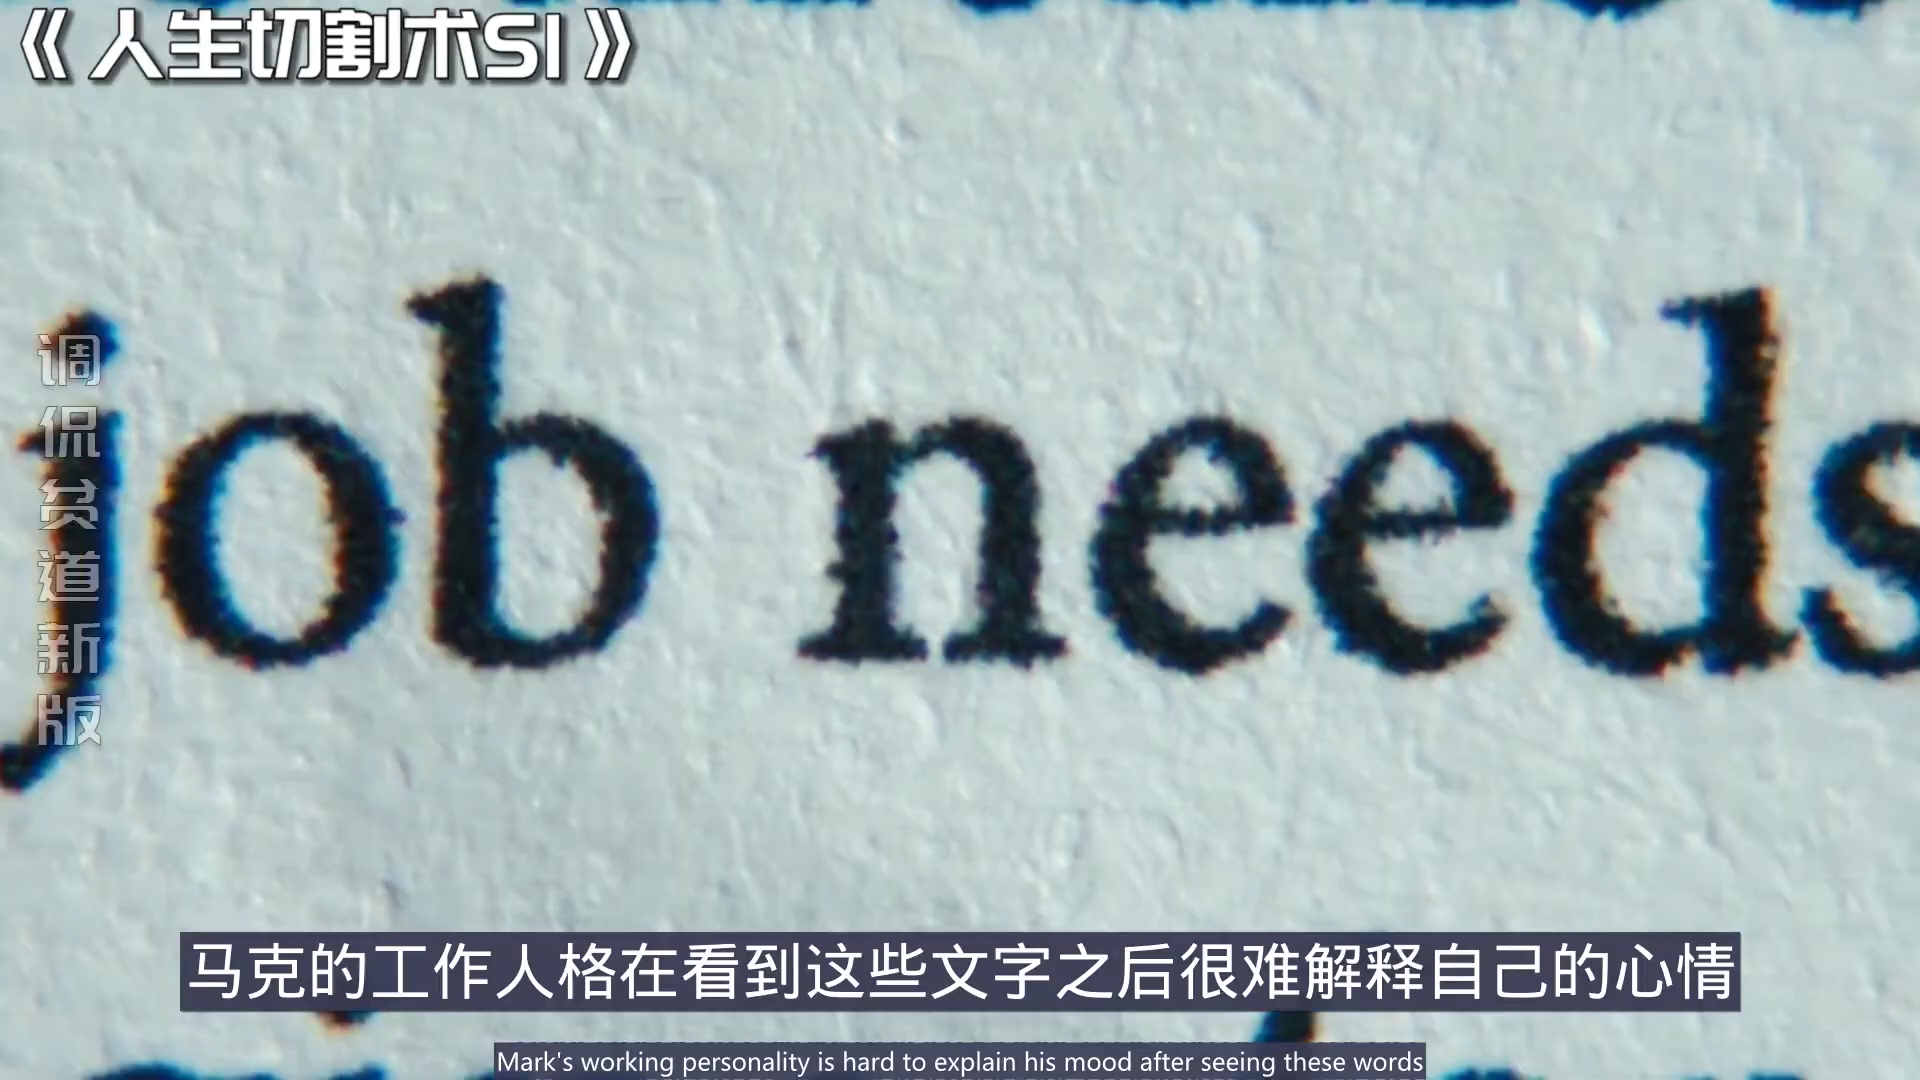 《人生切割术S1》
job needs
调侃贫道新版
马克的工作人格在看到这些文字之后很难解释自己的心情
Mark's working personality is hard to explain his mood after seeing these words